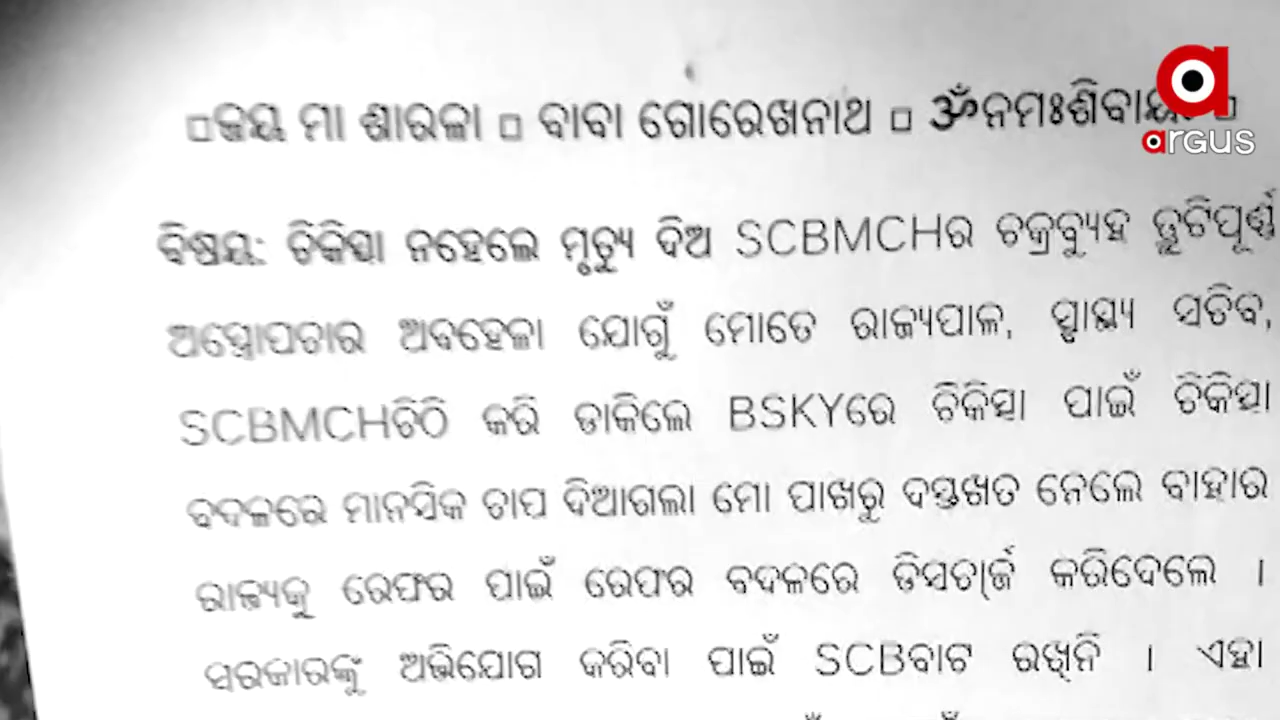 □ଜୟ ମା ଶାରଳା □ ବାବା ଗୋରେଖନାଥ □ ॐନମଃଶିବାୟ
argus
ବିଷୟ: ଚିକିତ୍ସା ନହେଲେ ମୃତ୍ୟୁ ଦିଅ SCBMCHର ଚକ୍ରବ୍ୟୁହ ତ୍ରୁଟିପୂର୍ଣ୍ଣ
ଅସ୍ତ୍ରୋପଚାର ଅବହେଳା ଯୋଗୁଁ ମୋତେ ରାଜ୍ୟପାଳ, ସ୍ୱାସ୍ଥ୍ୟ ସଚିବ,
SCBMCHଚିଠି କରି ଡାକିଲେ BSKYରେ ଚିକିତ୍ସା ପାଇଁ ଚିକିତ୍ସା
ବଦଳରେ ମାନସିକ ଚାପ ଦିଆଗଲା ମୋ ପାଖରୁ ଦସ୍ତଖତ ନେଲେ ବାହାର
ରାଜ୍ୟକୁ ରେଫର ପାଇଁ ରେଫର ବଦଳରେ ଡିସଚାର୍ଜ କରିଦେଲେ ।
ସରକାରଙ୍କୁ ଅଭିଯୋଗ କରିବା ପାଇଁ SCBବାଟ ରଖିନି । ଏହା